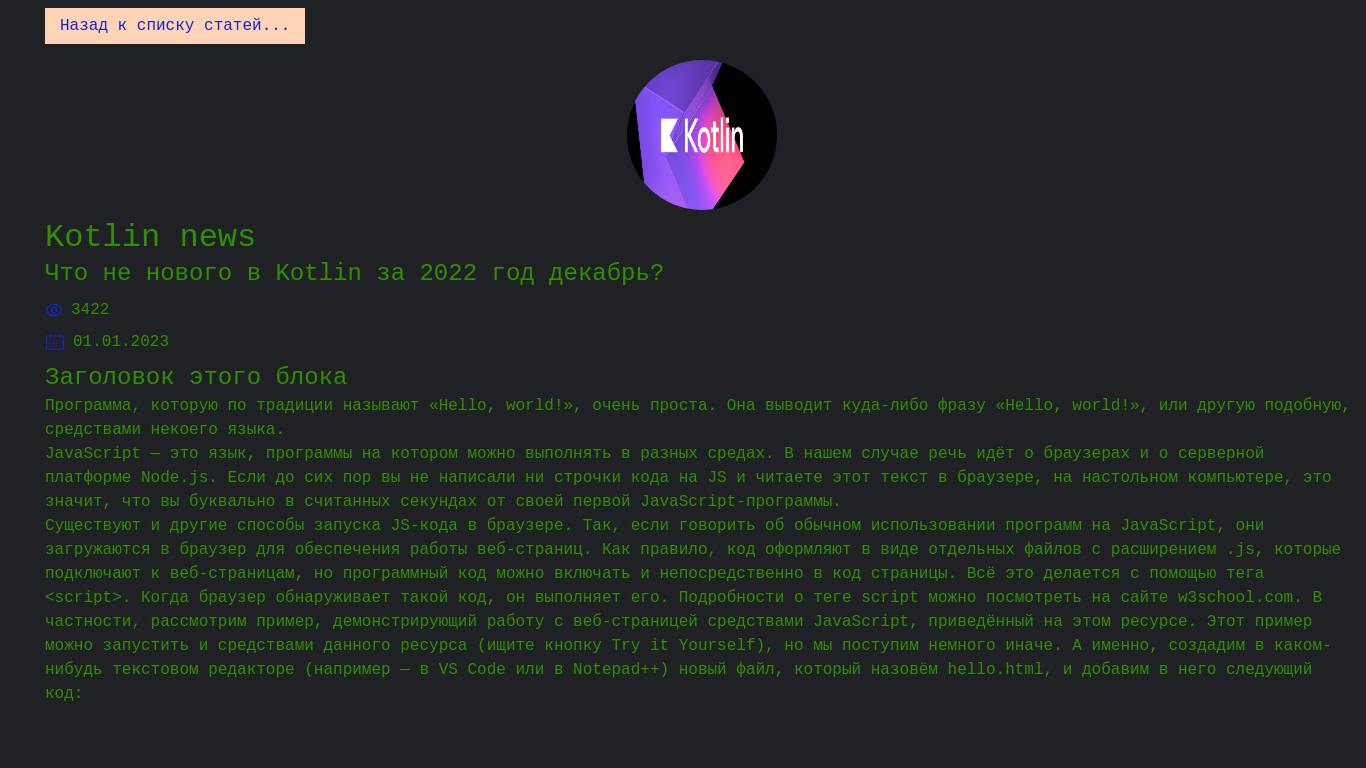 Назад к списку статей...
Kotlin
Kotlin news
Что не нового в Kotlin за 2022 год декабрь?
3422
01.01.2023
Заголовок этого блока
Программа, которую по традиции называют «Hello, world!», очень проста. Она выводит куда-либо фразу «Hello, world!», или другую подобную,
средствами некоего языка.
JavaScript — это язык, программы на котором можно выполнять в разных средах. В нашем случае речь идёт о браузерах и о серверной
платформе Node.js. Если до сих пор вы не написали ни строчки кода на JS и читаете этот текст в браузере, на настольном компьютере, это
значит, что вы буквально в считанных секундах от своей первой JavaScript-программы.
Существуют и другие способы запуска JS-кода в браузере. Так, если говорить об обычном использовании программ на JavaScript, они
загружаются в браузер для обеспечения работы веб-страниц. Как правило, код оформляют в виде отдельных файлов с расширением .js, которые
подключают к веб-страницам, но программный код можно включать и непосредственно в код страницы. Всё это делается с помощью тега
<script>. Когда браузер обнаруживает такой код, он выполняет его. Подробности о теге script можно посмотреть на сайте w3school.com. В
частности, рассмотрим пример, демонстрирующий работу с веб-страницей средствами JavaScript, приведённый на этом ресурсе. Этот пример
можно запустить и средствами данного ресурса (ищите кнопку Try it Yourself), но мы поступим немного иначе. А именно, создадим в каком-
нибудь текстовом редакторе (например — в VS Code или в Notepad++) новый файл, который назовём hello.html, и добавим в него следующий
код: